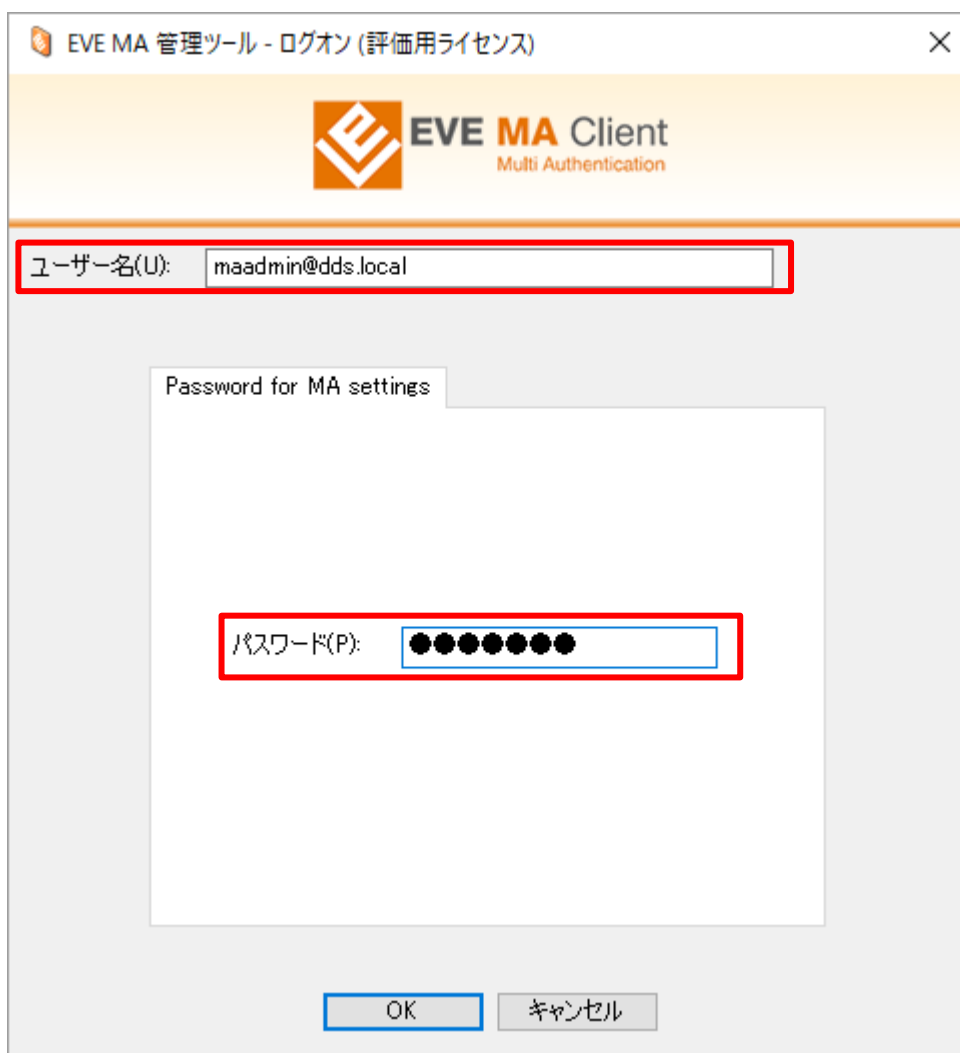 EVE MA 管理ツール - ログオン (評価用ライセンス)
EVE MA Client
Multi Authentication
ユーザー名(U): maadmin@dds.local
Password for MA settings
パスワード(P): ●●●●●●●
OK キャンセル